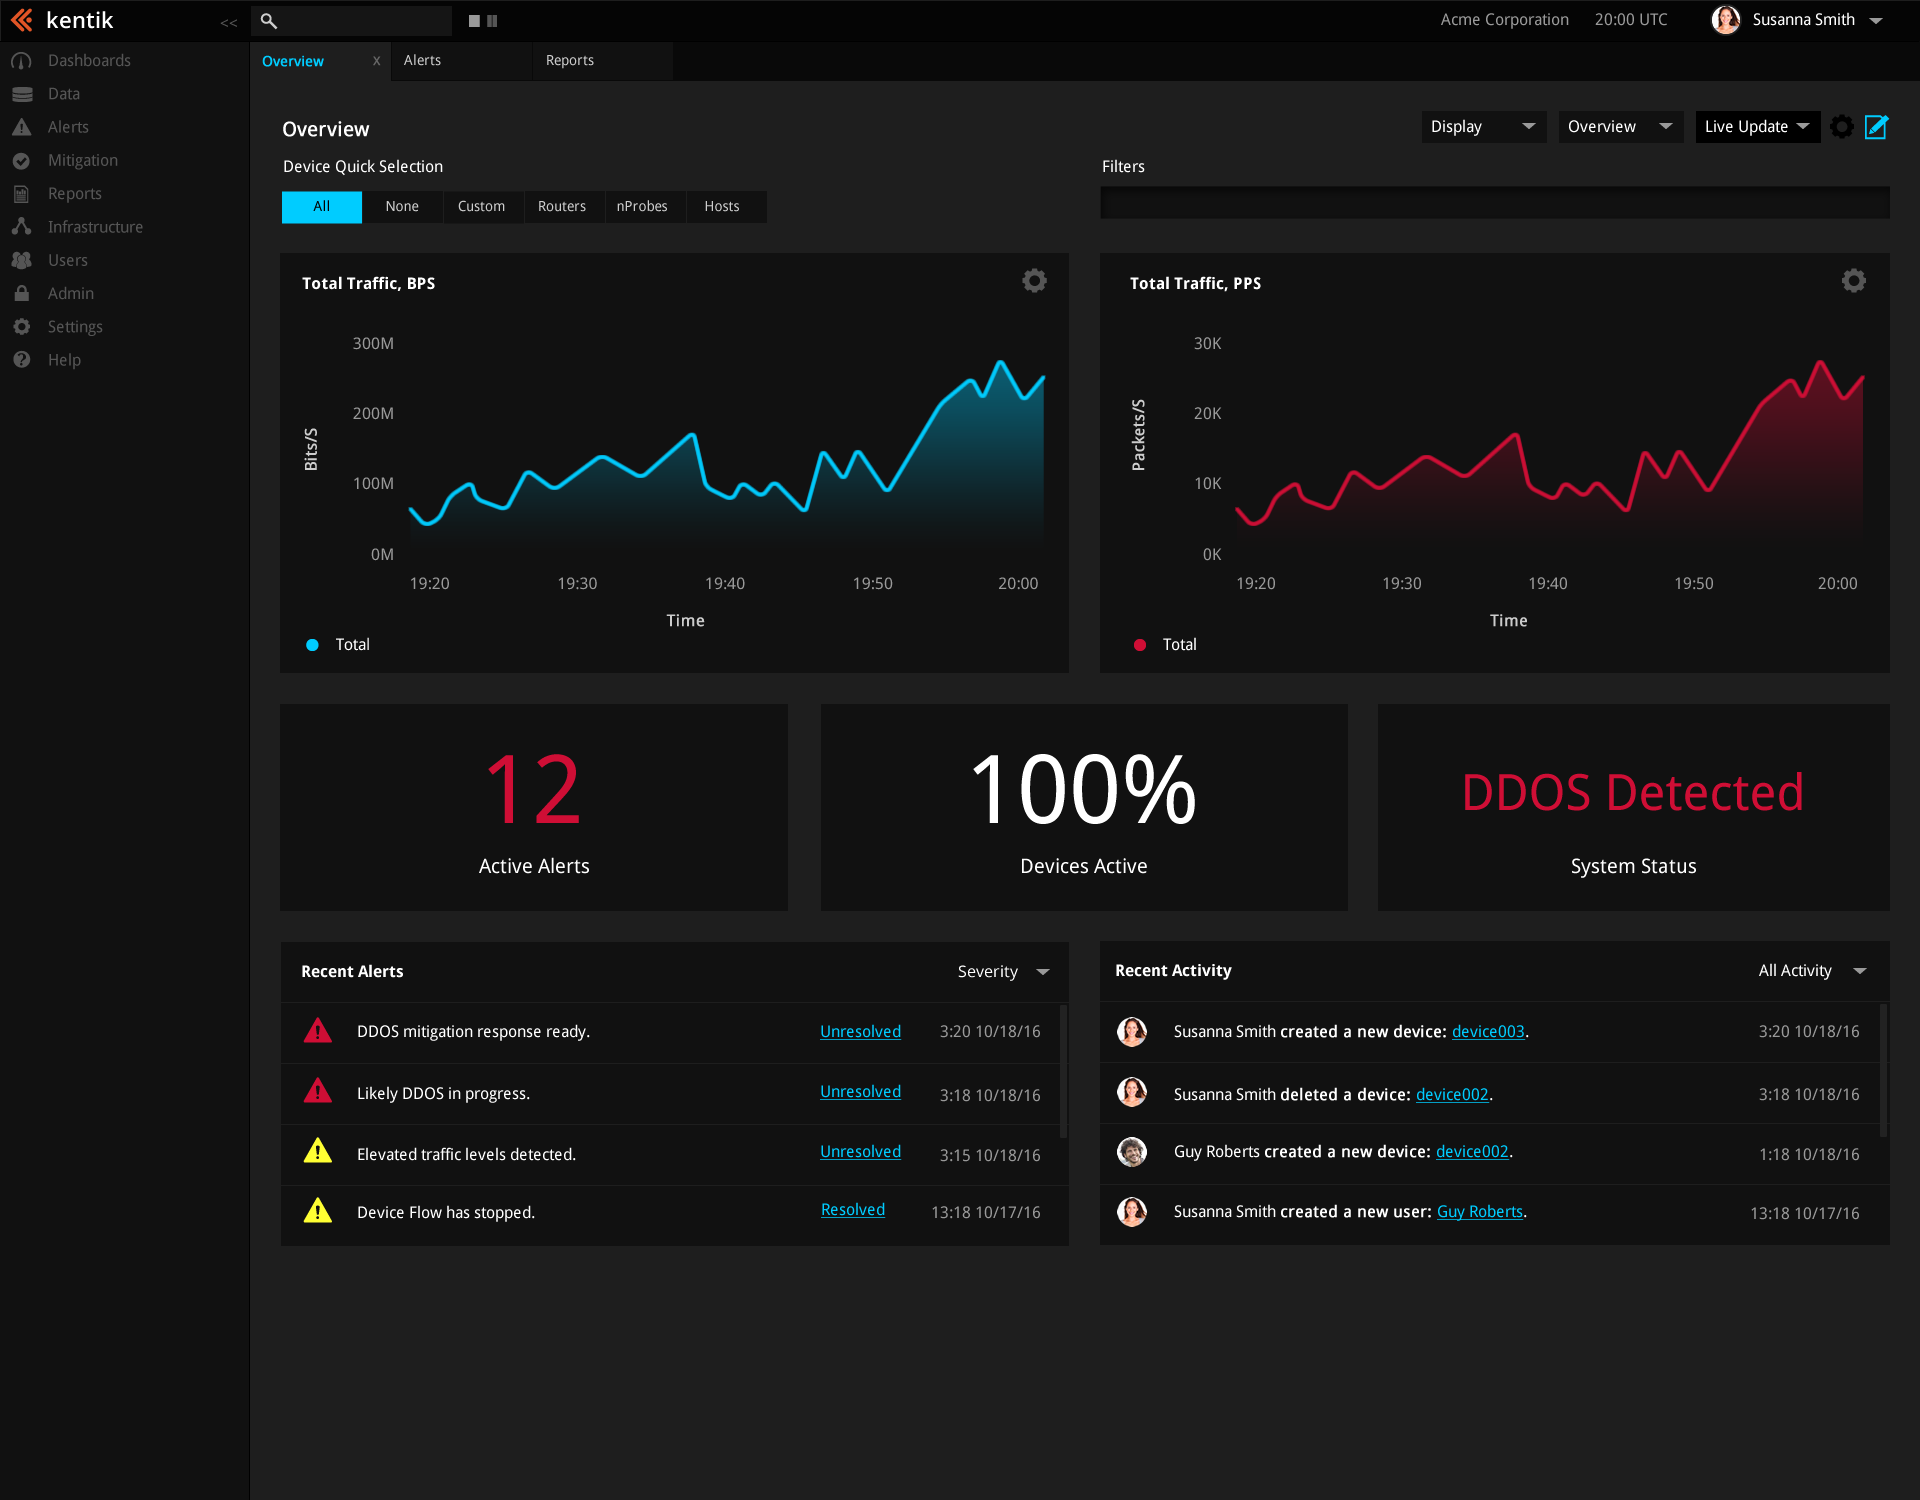 kentik
<<
Acme Corporation
20:00 UTC
Susanna Smith
Dashboards
Data
Alerts
Mitigation
Reports
Infrastructure
Users
Admin
Settings
Help
Overview x
Alerts
Reports
Overview
Display
Overview
Live Update
Device Quick Selection
All
None
Custom
Routers
nProbes
Hosts
Filters
Total Traffic, BPS
300M
200M
100M
0M
Bits/S
19:20 19:30 19:40 19:50 20:00
Time
Total
Total Traffic, PPS
30K
20K
10K
0K
Packets/S
19:20 19:30 19:40 19:50 20:00
Time
Total
12
Active Alerts
100%
Devices Active
DDOS Detected
System Status
Recent Alerts Severity
DDOS mitigation response ready. Unresolved 3:20 10/18/16
Likely DDOS in progress. Unresolved 3:18 10/18/16
Elevated traffic levels detected. Unresolved 3:15 10/18/16
Device Flow has stopped. Resolved 13:18 10/17/16
Recent Activity All Activity
Susanna Smith created a new device: device003. 3:20 10/18/16
Susanna Smith deleted a device: device002. 3:18 10/18/16
Guy Roberts created a new device: device002. 1:18 10/18/16
Susanna Smith created a new user: Guy Roberts. 13:18 10/17/16